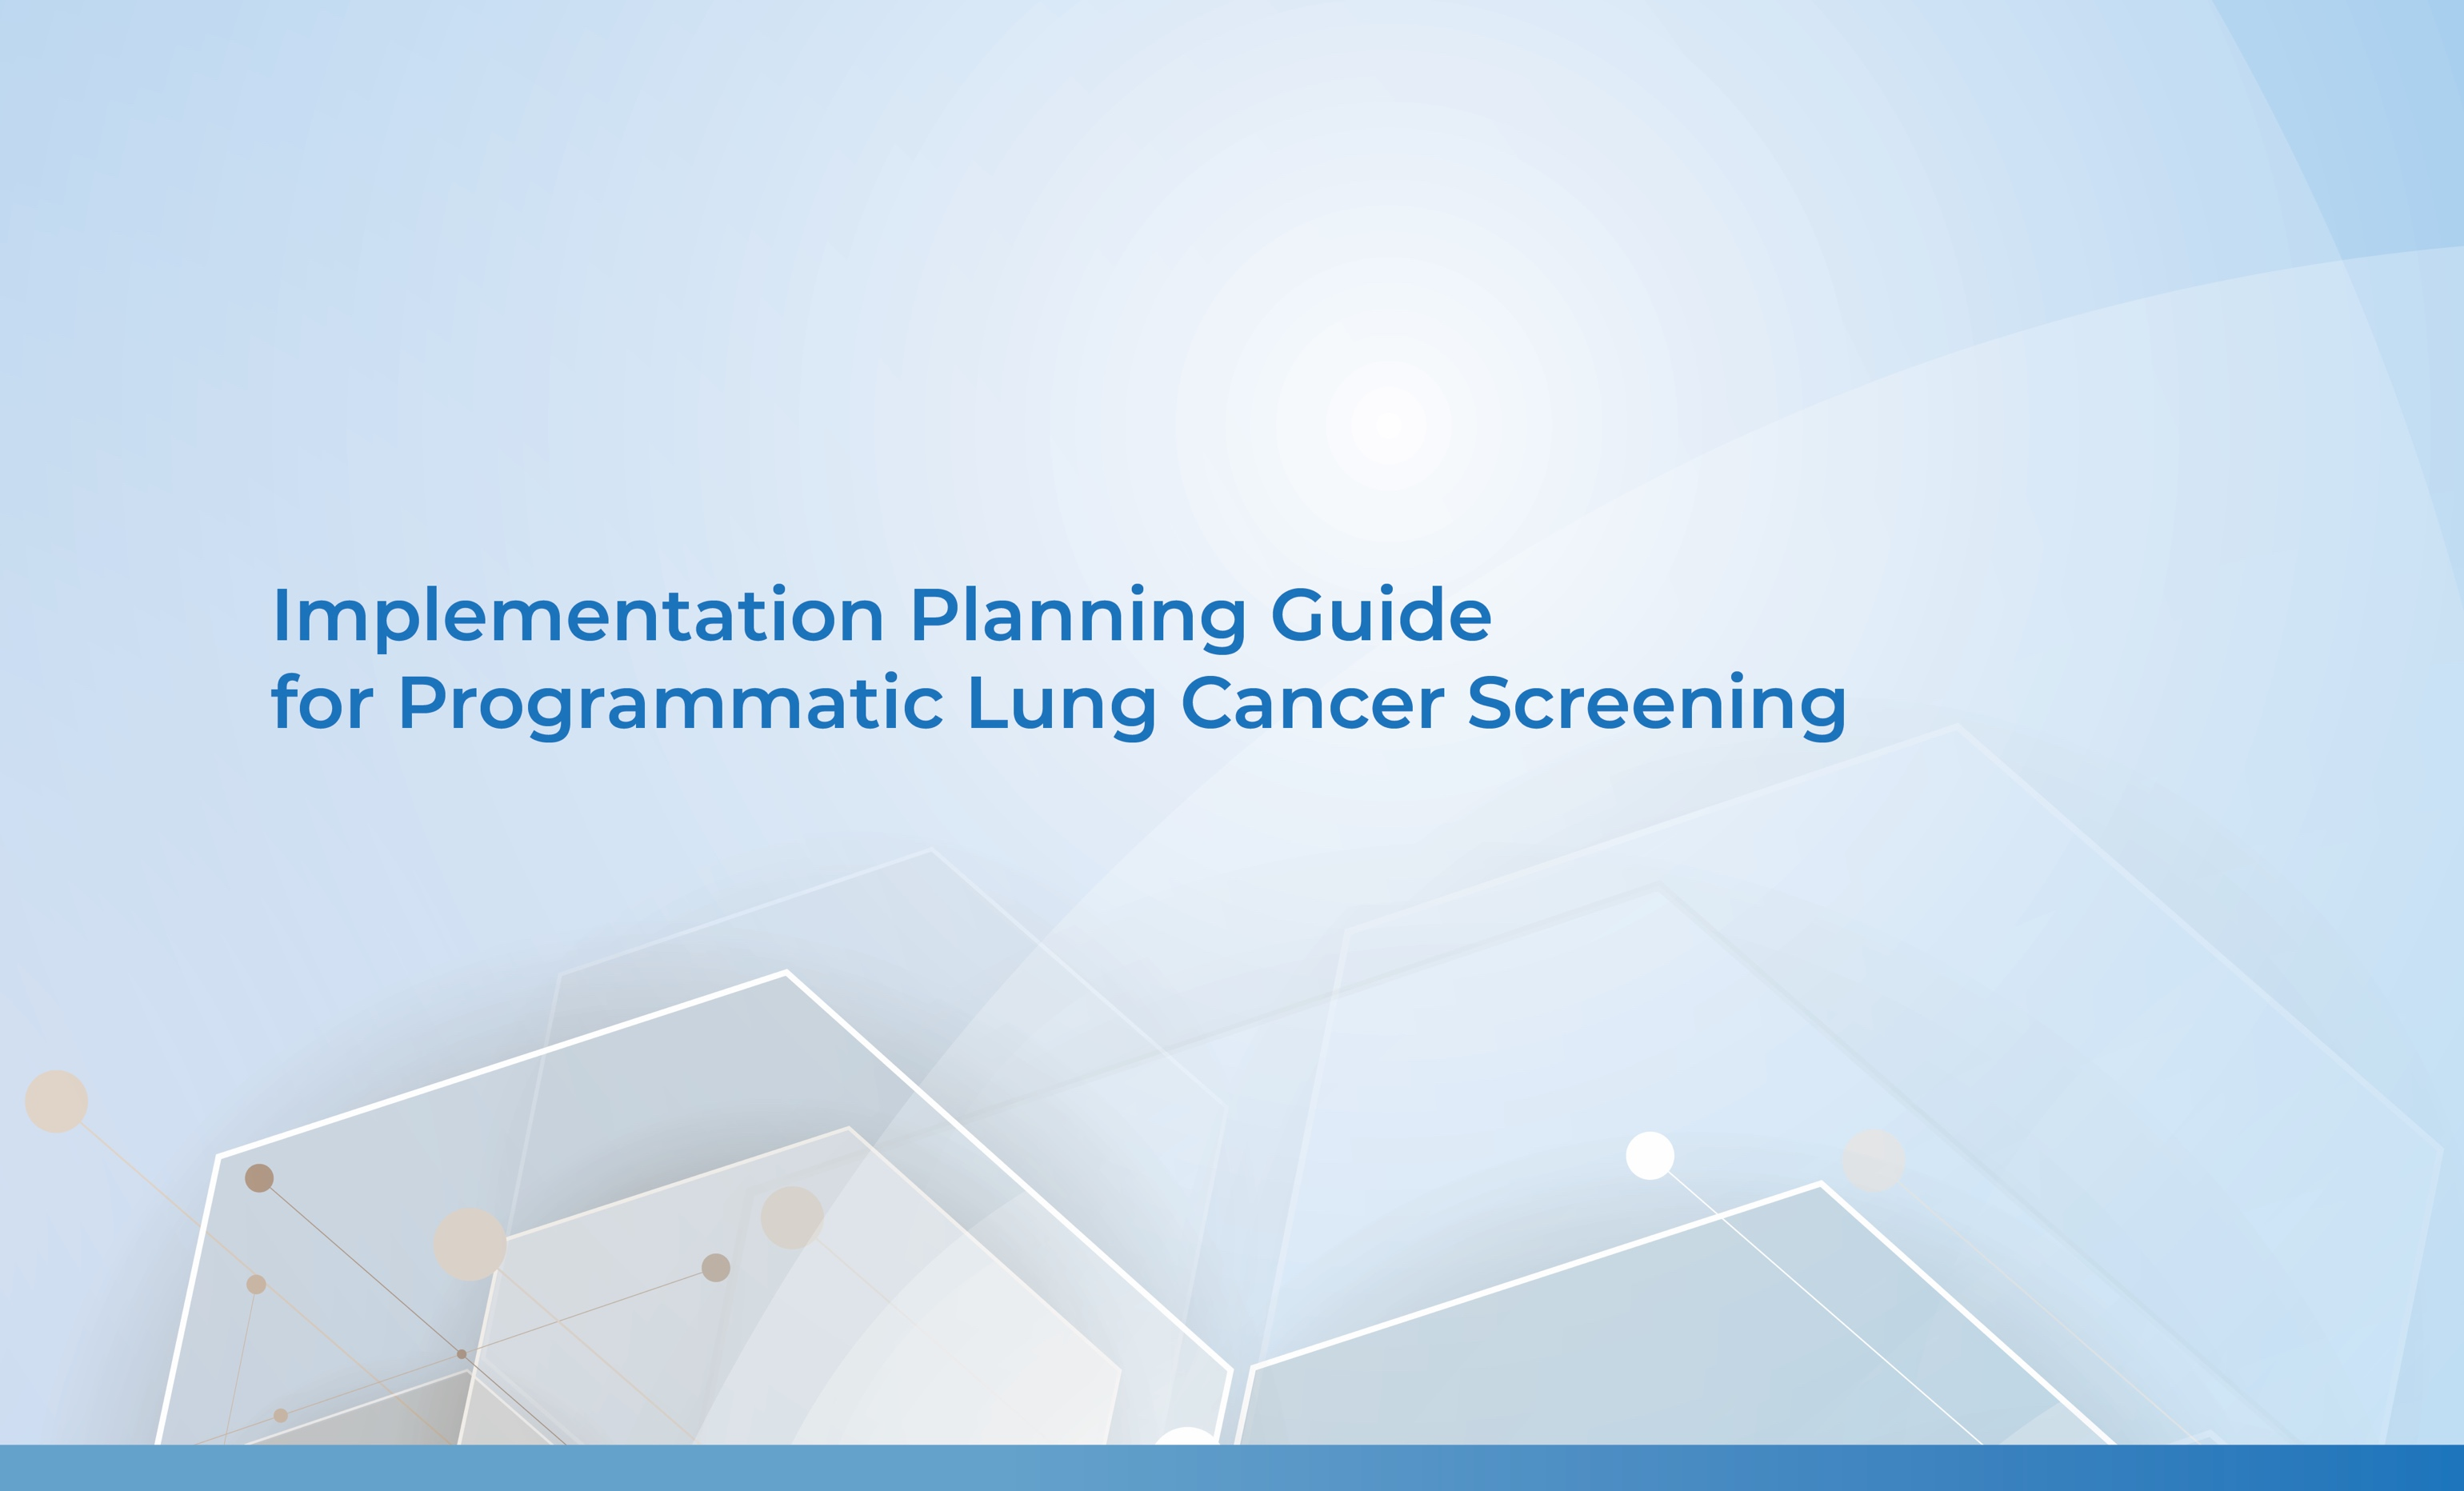 Implementation Planning Guide
for Programmatic Lung Cancer Screening